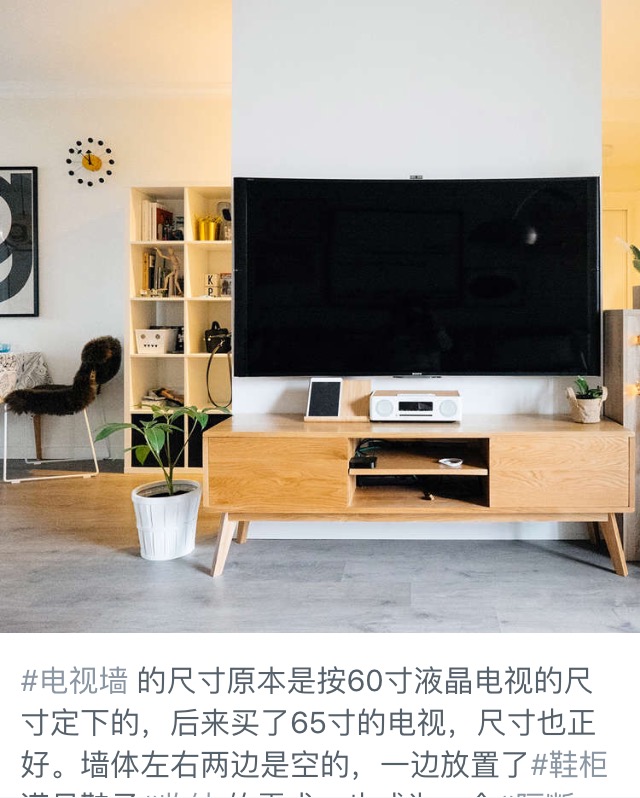 K
P
#电视墙 的尺寸原本是按60寸液晶电视的尺
寸定下的，后来买了65寸的电视，尺寸也正
好。墙体左右两边是空的，一边放置了#鞋柜